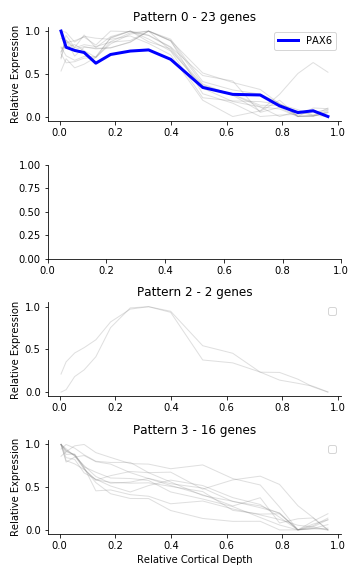 Pattern 0 - 23 genes
Relative Expression
1.0
0.5
0.0
PAX6
0.0 0.2 0.4 0.6 0.8 1.0
1.00
0.75
0.50
0.25
0.00
0.0 0.2 0.4 0.6 0.8 1.0
Pattern 2 - 2 genes
Relative Expression
1.0
0.5
0.0
0.0 0.2 0.4 0.6 0.8 1.0
Pattern 3 - 16 genes
Relative Expression
1.0
0.5
0.0
0.0 0.2 0.4 0.6 0.8 1.0
Relative Cortical Depth